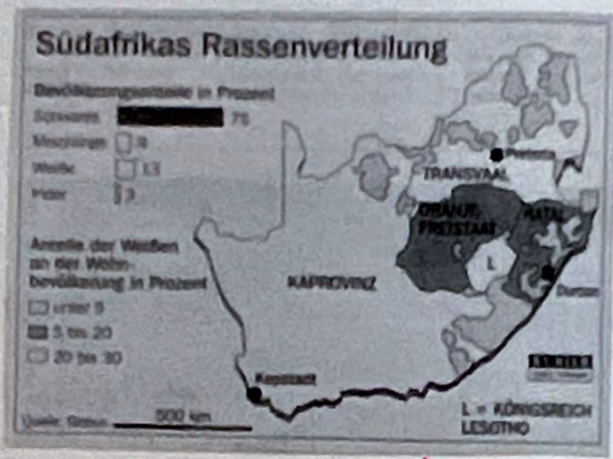 Südafrikas Rassenverteilung
Bevölkerungsanteile in Prozent
Schwarze 75
Mischlinge
Weiße 13
Inder 3
Pretoria
TRANSVAAL
ORANJE-
FREISTAAT
NATAL
L
Durban
Anteile der Weißen
an der Wohn-
bevölkerung in Prozent
unter 5
5 bis 20
20 bis 30
KAPROVINZ
Kapstadt
500 km
L = KÖNIGREICH
LESOTHO